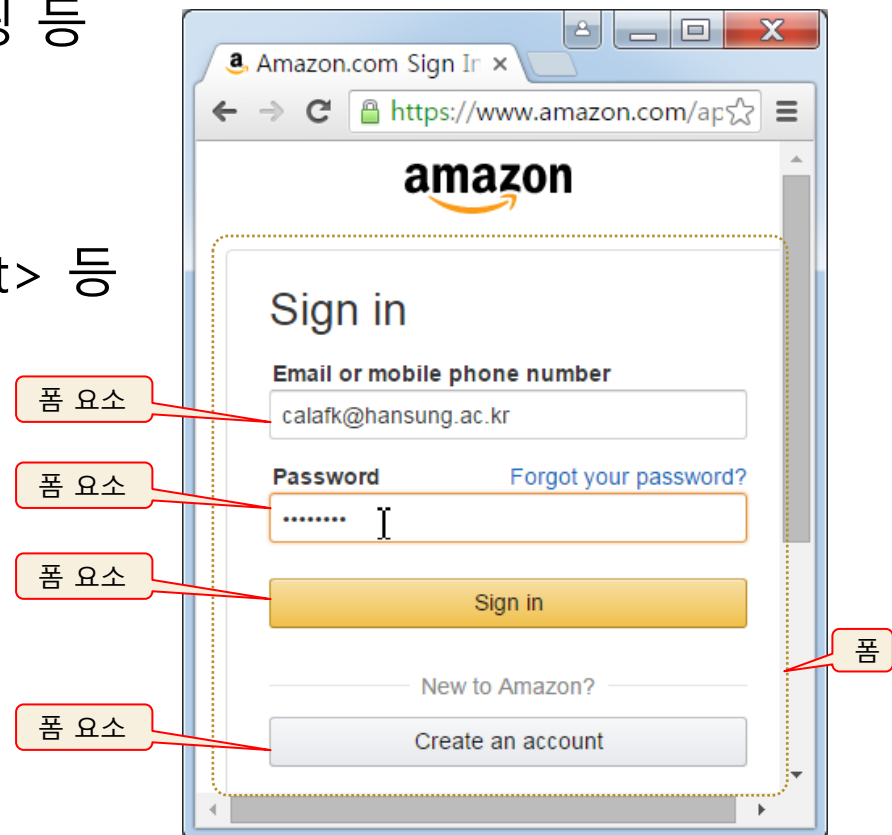 등
Amazon.com Sign In
https://www.amazon.com/ap
amazon
t> 등
Sign in
Email or mobile phone number
폼 요소
calafk@hansung.ac.kr
Password Forgot your password?
폼 요소
••••••••
폼 요소
Sign in
폼
New to Amazon?
폼 요소
Create an account